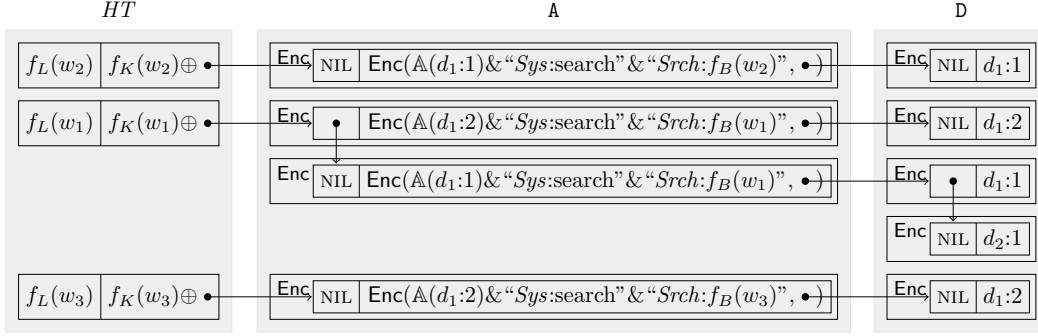 HT A D
f_L(w_2) f_K(w_2)⊕ Enc NIL Enc(𝔸(d_1:1)&“Sys:search”&“Srch:f_B(w_2)”, ) Enc NIL d_1:1
f_L(w_1) f_K(w_1)⊕ Enc Enc(𝔸(d_1:2)&“Sys:search”&“Srch:f_B(w_1)”, ) Enc NIL d_1:2
Enc NIL Enc(𝔸(d_1:1)&“Sys:search”&“Srch:f_B(w_1)”, ) Enc d_1:1
Enc NIL d_2:1
f_L(w_3) f_K(w_3)⊕ Enc NIL Enc(𝔸(d_1:2)&“Sys:search”&“Srch:f_B(w_3)”, ) Enc NIL d_1:2